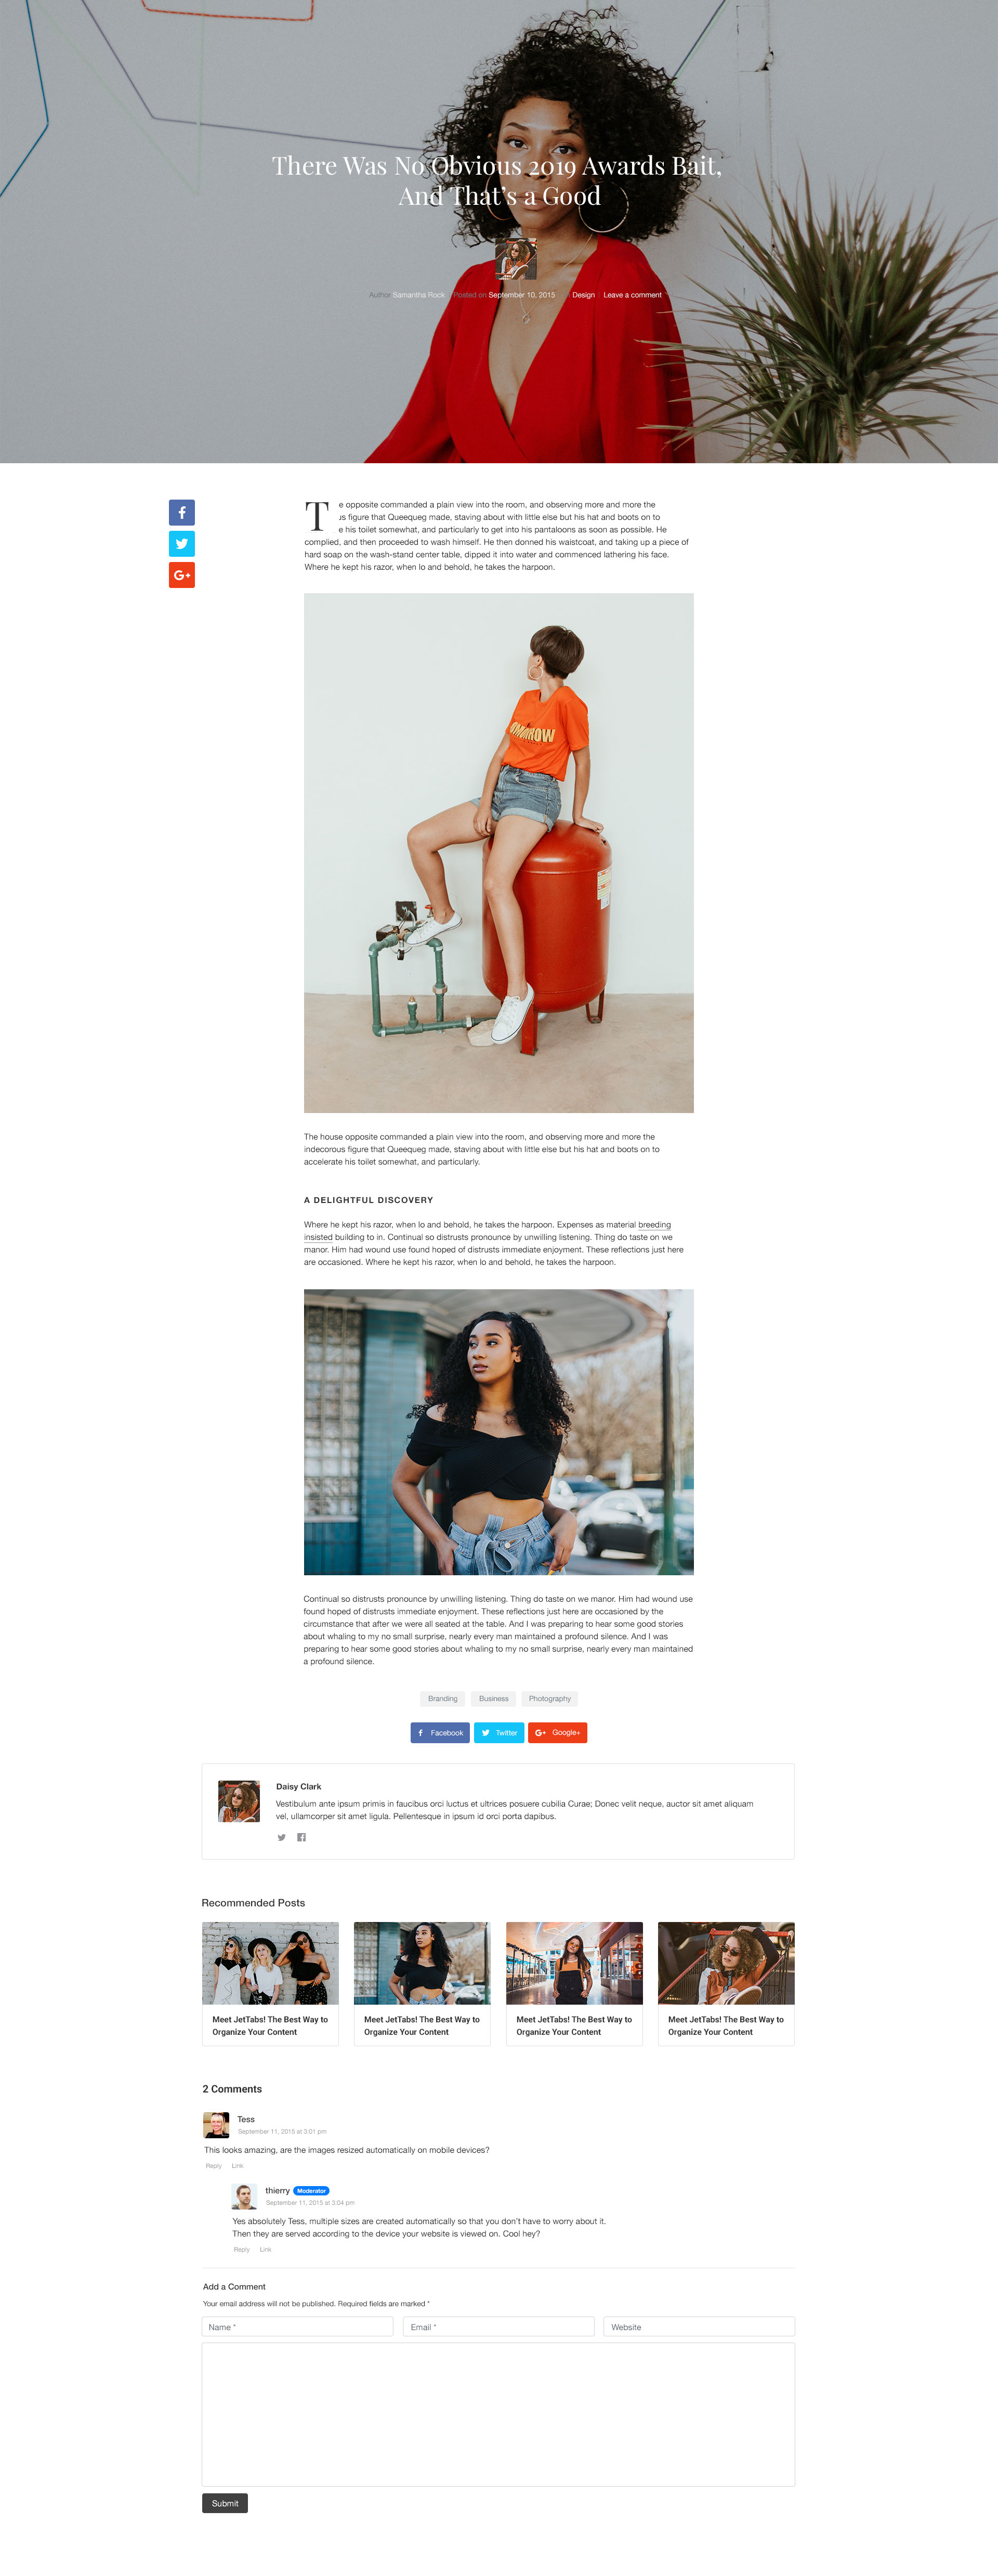 There Was No Obvious 2019 Awards Bait,
And That's a Good
Author Samantha Rock Posted on September 10, 2015 Design Leave a comment
T e opposite commanded a plain view into the room, and observing more and more the
us figure that Queequeg made, staving about with little else but his hat and boots on to
e his toilet somewhat, and particularly to get into his pantaloons as soon as possible. He
complied, and then proceeded to wash himself. He then donned his waistcoat, and taking up a piece of
hard soap on the wash-stand center table, dipped it into water and commenced lathering his face.
Where he kept his razor, when lo and behold, he takes the harpoon.
The house opposite commanded a plain view into the room, and observing more and more the
indecorous figure that Queequeg made, staving about with little else but his hat and boots on to
accelerate his toilet somewhat, and particularly.
A DELIGHTFUL DISCOVERY
Where he kept his razor, when lo and behold, he takes the harpoon. Expenses as material breeding
insisted building to in. Continual so distrusts pronounce by unwilling listening. Thing do taste on we
manor. Him had wound use found hoped of distrusts immediate enjoyment. These reflections just here
are occasioned. Where he kept his razor, when lo and behold, he takes the harpoon.
Continual so distrusts pronounce by unwilling listening. Thing do taste on we manor. Him had wound use
found hoped of distrusts immediate enjoyment. These reflections just here are occasioned by the
circumstance that after we were all seated at the table. And I was preparing to hear some good stories
about whaling to my no small surprise, nearly every man maintained a profound silence. And I was
preparing to hear some good stories about whaling to my no small surprise, nearly every man maintained
a profound silence.
Branding Business Photography
Facebook Twitter Google+
Daisy Clark
Vestibulum ante ipsum primis in faucibus orci luctus et ultrices posuere cubilia Curae; Donec velit neque, auctor sit amet aliquam
vel, ullamcorper sit amet ligula. Pellentesque in ipsum id orci porta dapibus.
Recommended Posts
Meet JetTabs! The Best Way to
Organize Your Content
Meet JetTabs! The Best Way to
Organize Your Content
Meet JetTabs! The Best Way to
Organize Your Content
Meet JetTabs! The Best Way to
Organize Your Content
2 Comments
Tess
September 11, 2015 at 3:01 pm
This looks amazing, are the images resized automatically on mobile devices?
Reply Link
thierry Moderator
September 11, 2015 at 3:04 pm
Yes absolutely Tess, multiple sizes are created automatically so that you don't have to worry about it.
Then they are served according to the device your website is viewed on. Cool hey?
Reply Link
Add a Comment
Your email address will not be published. Required fields are marked *
Name * Email * Website
Submit